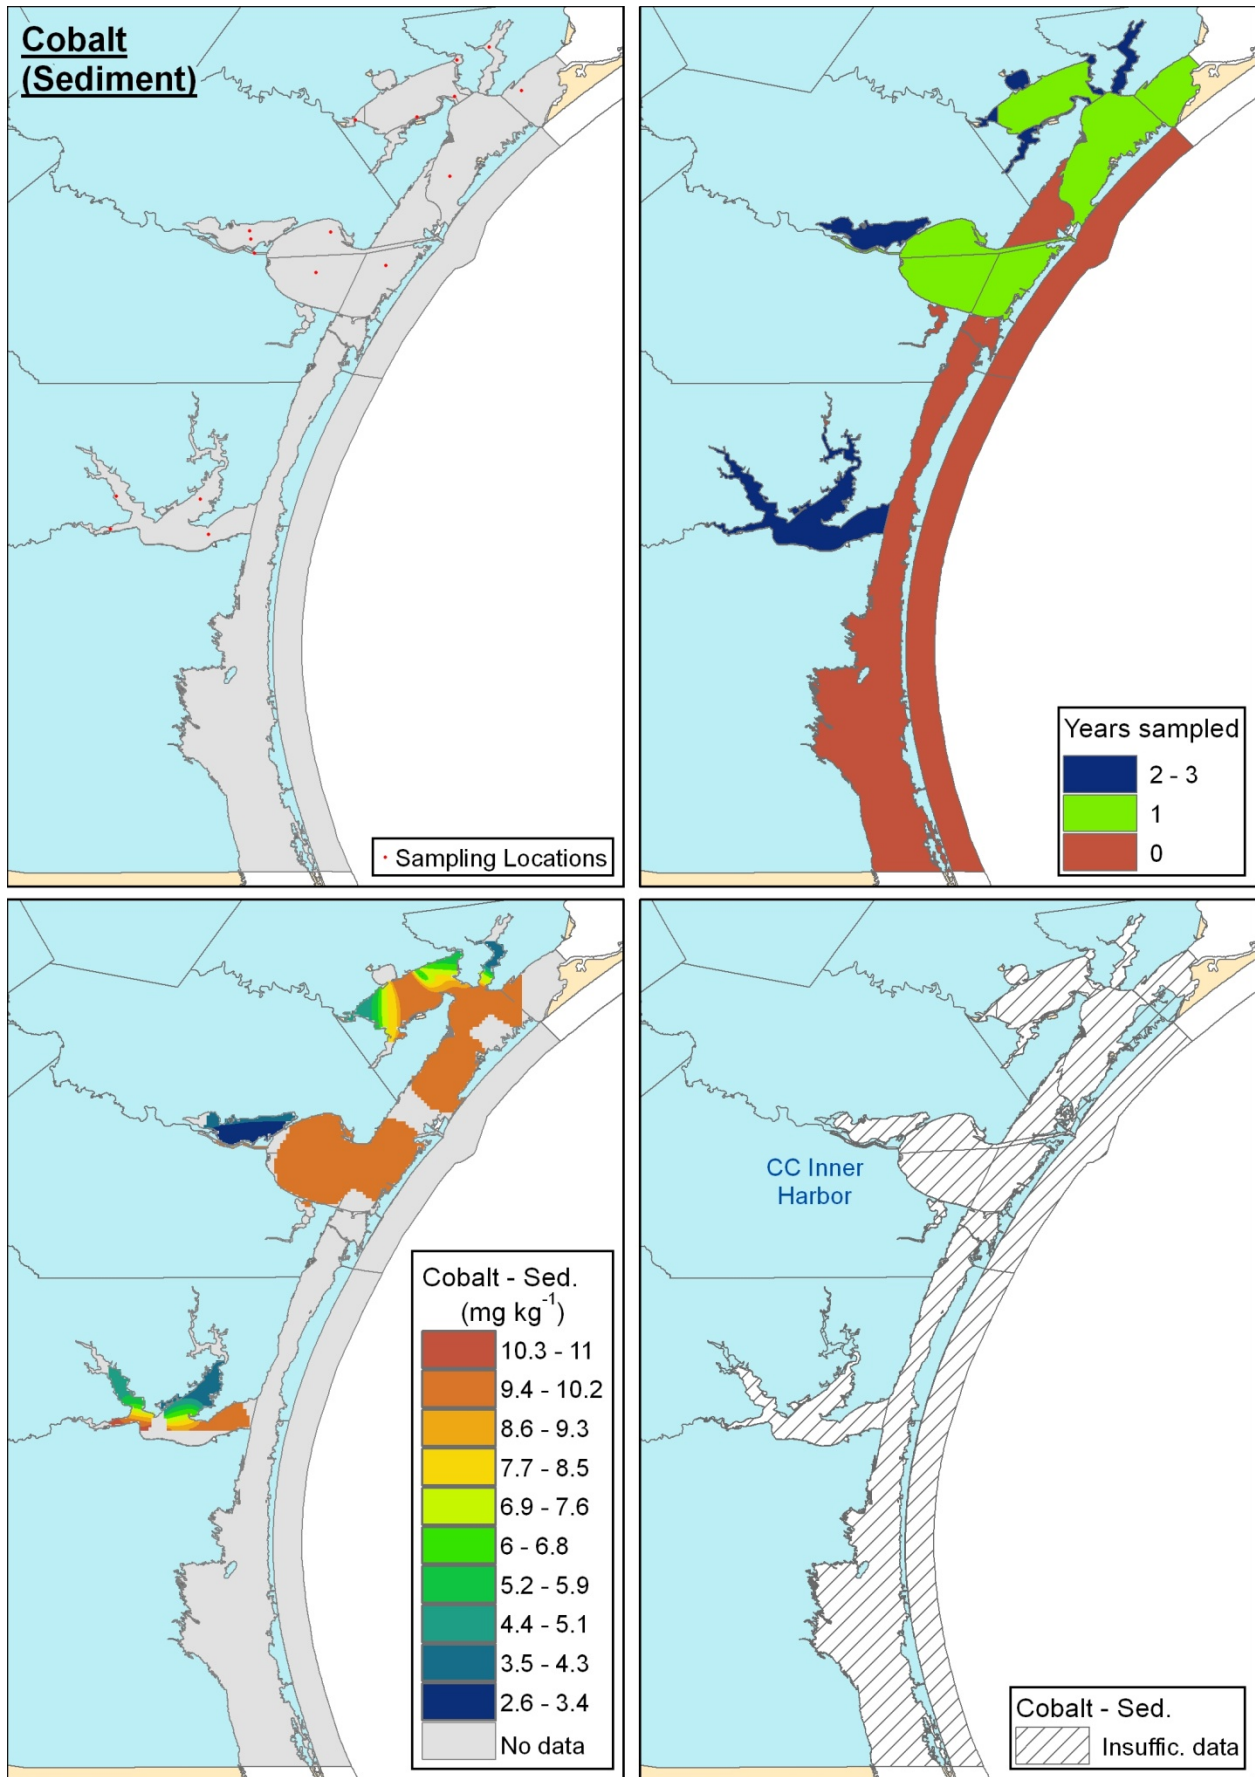 Cobalt
(Sediment)
Sampling Locations
Years sampled
2 - 3
1
0
Cobalt - Sed.
(mg kg⁻¹)
10.3 - 11
9.4 - 10.2
8.6 - 9.3
7.7 - 8.5
6.9 - 7.6
6 - 6.8
5.2 - 5.9
4.4 - 5.1
3.5 - 4.3
2.6 - 3.4
No data
CC Inner
Harbor
Cobalt - Sed.
Insuffic. data